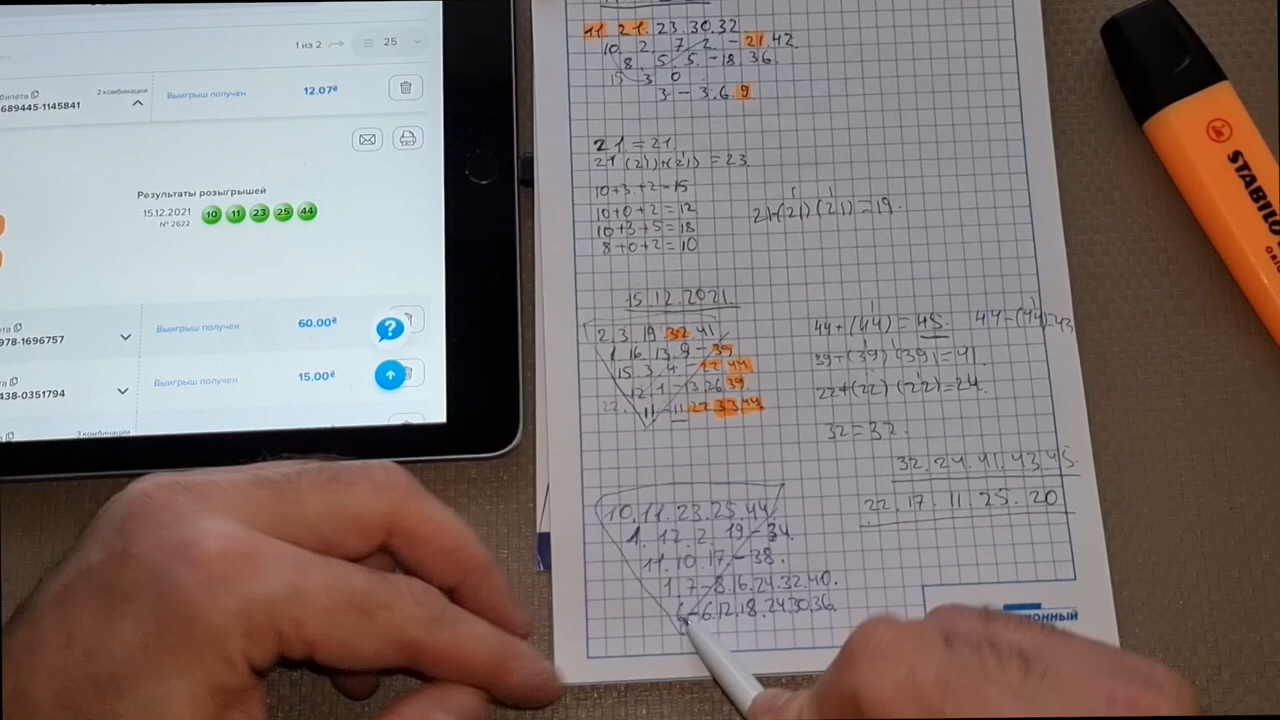 1 из 2
25
билета
2 комбинации
689445-1145841
Выигрыш получен
12.07₴
Результаты розыгрышей
15.12.2021
№ 2622
10 11 23 25 44
978-1696757
Выигрыш получен
60.00₴
?
438-0351794
Выигрыш получен
15.00₴
3 комбинации
11. 21. 23. 30. 32
10. 2. 7. 2 - 21 42.
8. 5. 5. - 18 36
15 3 0
3 - 3. 6. 9
21 = 21.
21+(2)+(2) = 23
10+3+2=15
10+0+2=12
10+3+5=18
8+0+2=10
21-(2)(2)=19.
15.12.2021.
2. 3. 19 32. 41
1. 16. 13. 9 - 39
15. 3. 4 - 22 44
12. 1 - 13. 26 39
22. 11 - 11 22 33 44
44+(44) = 45. 44-(44)=43
39+(39)(39)=41.
22+(22)(22)=24.
32=32.
32. 24. 41. 43. 45
22. 17. 11. 25. 20
10. 11. 23. 25. 44
1. 12. 2. 19 - 34.
11. 10. 17. - 38.
1. 7 - 8. 16. 24. 32. 40.
6 - 6. 12. 18. 24. 30. 36.
ИОННЫЙ
STABILO